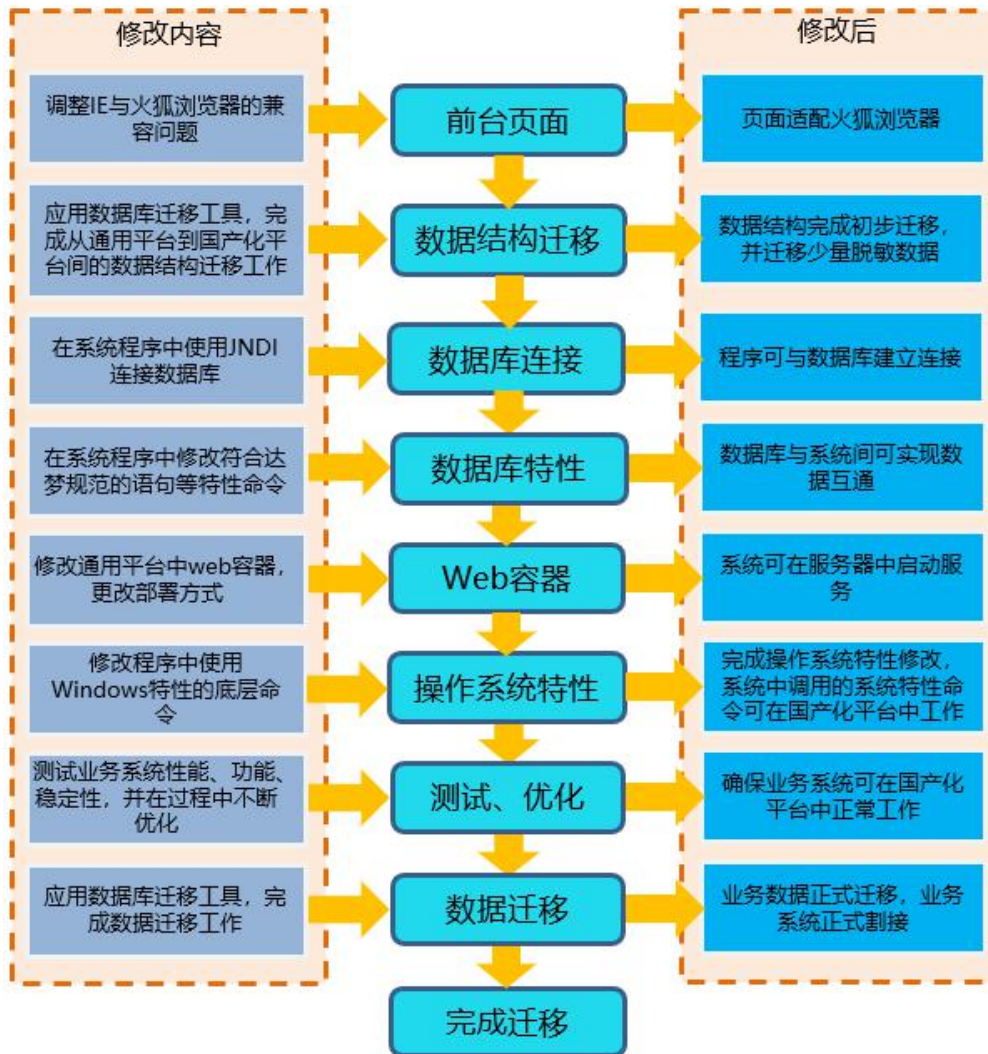 修改内容
修改后
调整IE与火狐浏览器的兼
容问题
前台页面
页面适配火狐浏览器
应用数据库迁移工具，完
成从通用平台到国产化平
台间的数据结构迁移工作
数据结构迁移
数据结构完成初步迁移，
并迁移少量脱敏数据
在系统程序中使用JNDI
连接数据库
数据库连接
程序可与数据库建立连接
在系统程序中修改符合达
梦规范的语句等特性命令
数据库特性
数据库与系统间可实现数
据互通
修改通用平台中web容器，
更改部署方式
Web容器
系统可在服务器中启动服
务
修改程序中使用
Windows特性的底层命
令
操作系统特性
完成操作系统特性修改，
系统中调用的系统特性命
令可在国产化平台中工作
测试业务系统性能、功能、
稳定性，并在过程中不断
优化
测试、优化
确保业务系统可在国产化
平台中正常工作
应用数据库迁移工具，完
成数据迁移工作
数据迁移
业务数据正式迁移，业务
系统正式割接
完成迁移